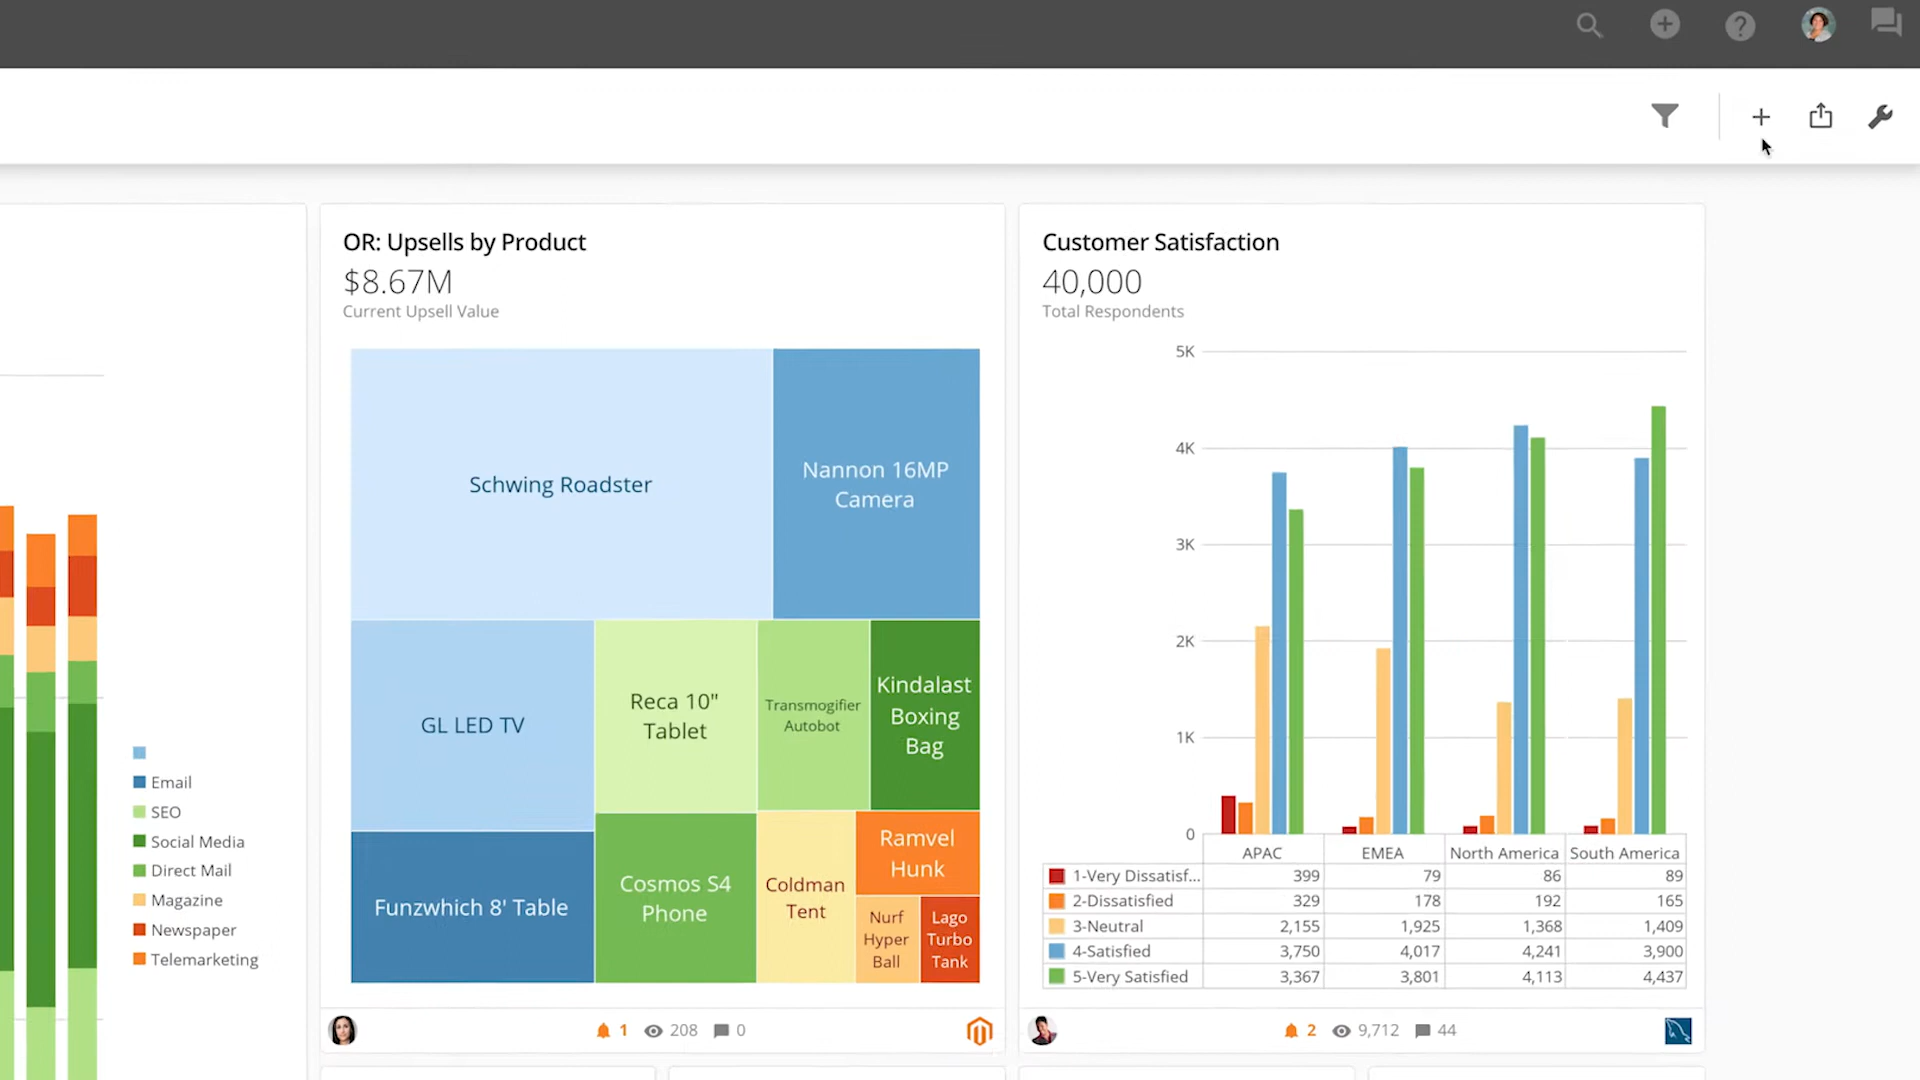 Email
SEO
Social Media
Direct Mail
Magazine
Newspaper
Telemarketing
OR: Upsells by Product
$8.67M
Current Upsell Value
Schwing Roadster
Nannon 16MP
Camera
GL LED TV
Reca 10"
Tablet
Transmogifier
Autobot
Kindalast
Boxing
Bag
Funzwhich 8' Table
Cosmos S4
Phone
Coldman
Tent
Ramvel
Hunk
Nurf
Hyper
Ball
Lago
Turbo
Tank
1 208 0
Customer Satisfaction
40,000
Total Respondents
5K
4K
3K
2K
1K
0
APAC EMEA North America South America
1-Very Dissatisf... 399 79 86 89
2-Dissatisfied 329 178 192 165
3-Neutral 2,155 1,925 1,368 1,409
4-Satisfied 3,750 4,017 4,241 3,900
5-Very Satisfied 3,367 3,801 4,113 4,437
2 9,712 44